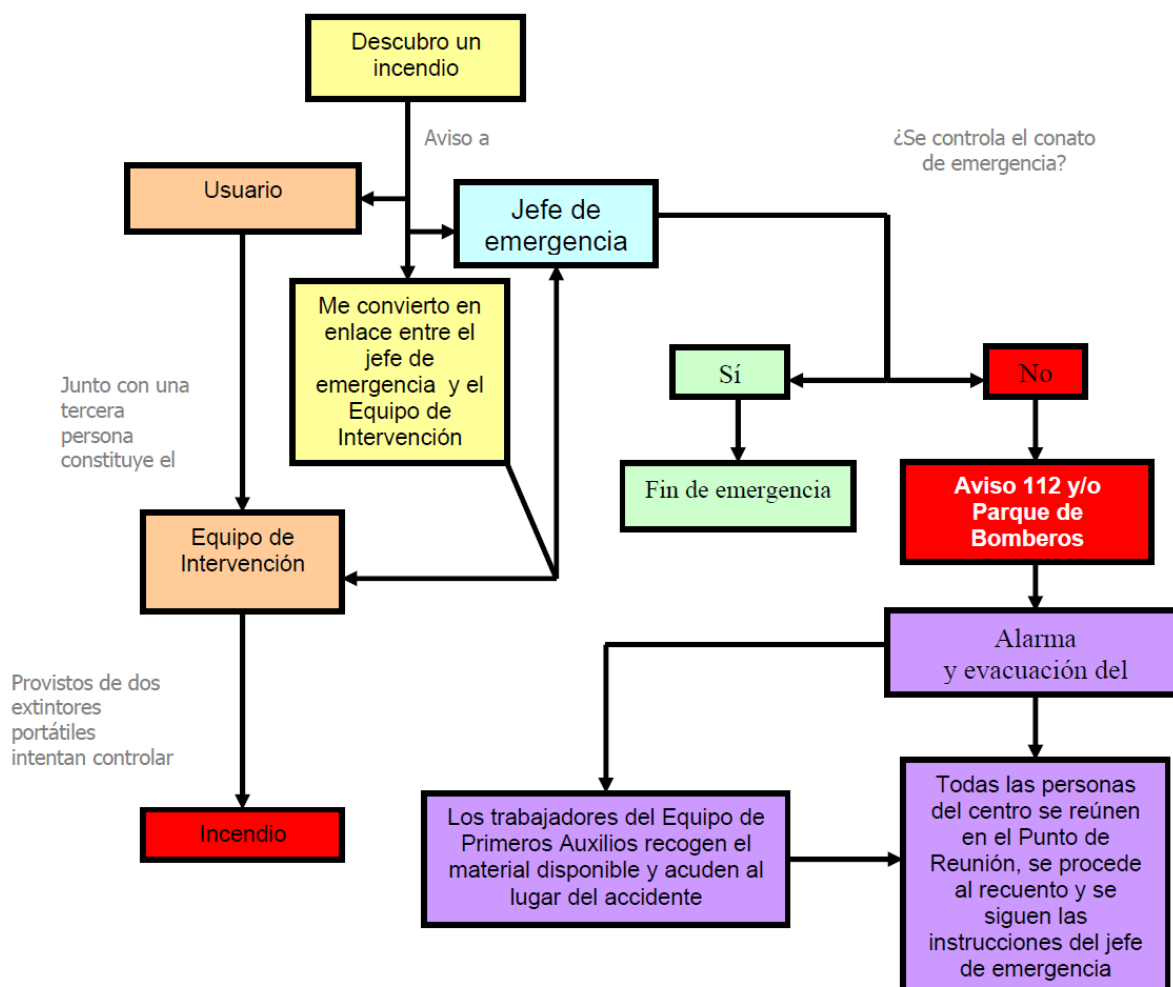 Descubro un
incendio
Aviso a
¿Se controla el conato
de emergencia?
Usuario
Jefe de
emergencia
Me convierto en
enlace entre el
jefe de
emergencia y el
Equipo de
Intervención
Junto con una
tercera
persona
constituye el
Sí
No
Fin de emergencia
Aviso 112 y/o
Parque de
Bomberos
Equipo de
Intervención
Alarma
y evacuación del
Provistos de dos
extintores
portátiles
intentan controlar
Incendio
Los trabajadores del Equipo de
Primeros Auxilios recogen el
material disponible y acuden al
lugar del accidente
Todas las personas
del centro se reúnen
en el Punto de
Reunión, se procede
al recuento y se
siguen las
instrucciones del jefe
de emergencia